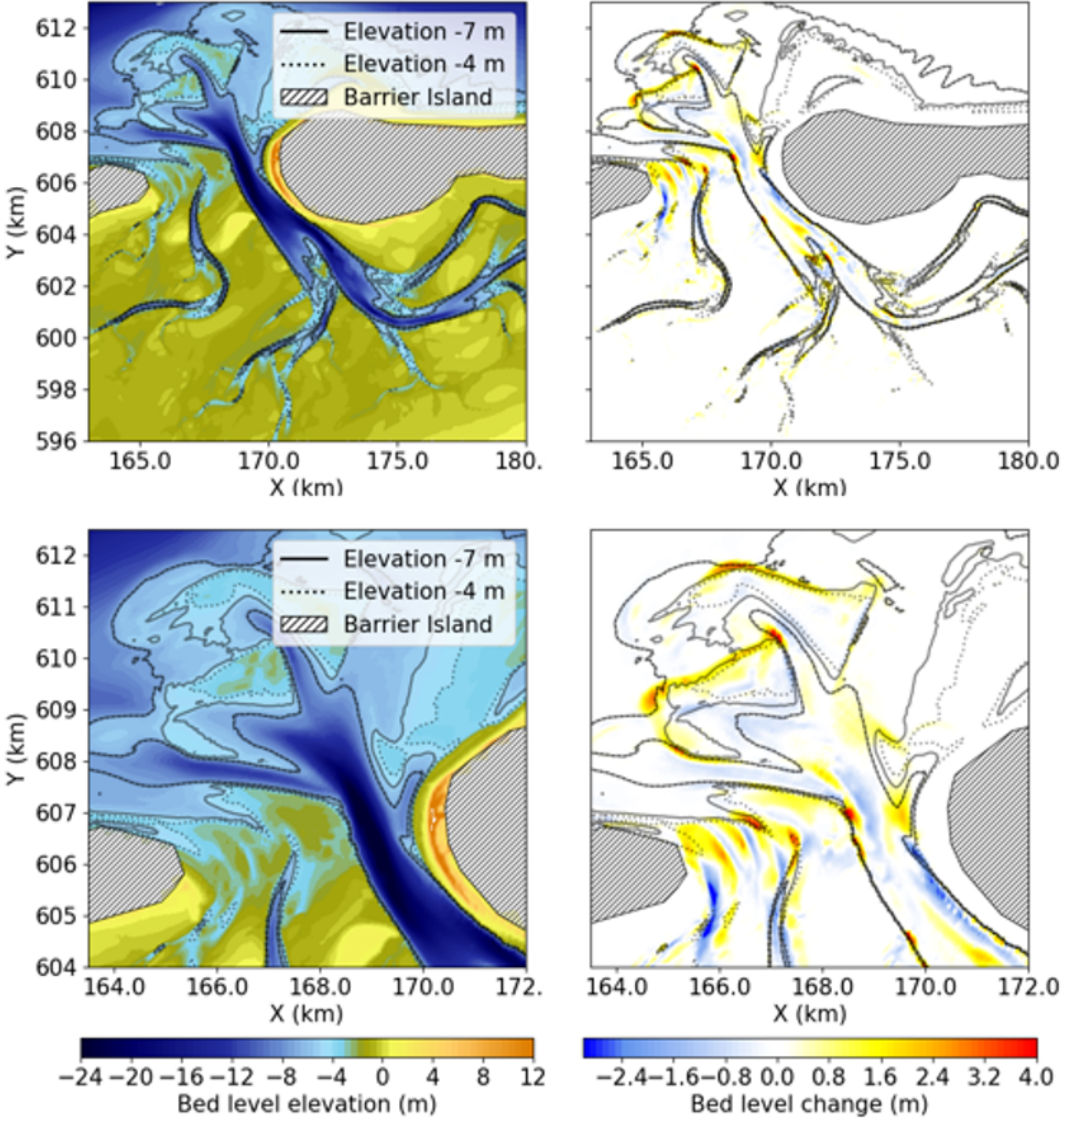 612
610
608
606
604
602
600
598
596
Y (km)
Elevation -7 m
Elevation -4 m
Barrier Island
165.0 170.0 175.0 180.
X (km)
165.0 170.0 175.0 180.0
X (km)
612
611
610
609
608
607
606
605
604
Y (km)
Elevation -7 m
Elevation -4 m
Barrier Island
164.0 166.0 168.0 170.0 172.
X (km)
164.0 166.0 168.0 170.0 172.0
X (km)
−24 −20 −16 −12 −8 −4 0 4 8 12
Bed level elevation (m)
−2.4 −1.6 −0.8 0.0 0.8 1.6 2.4 3.2 4.0
Bed level change (m)